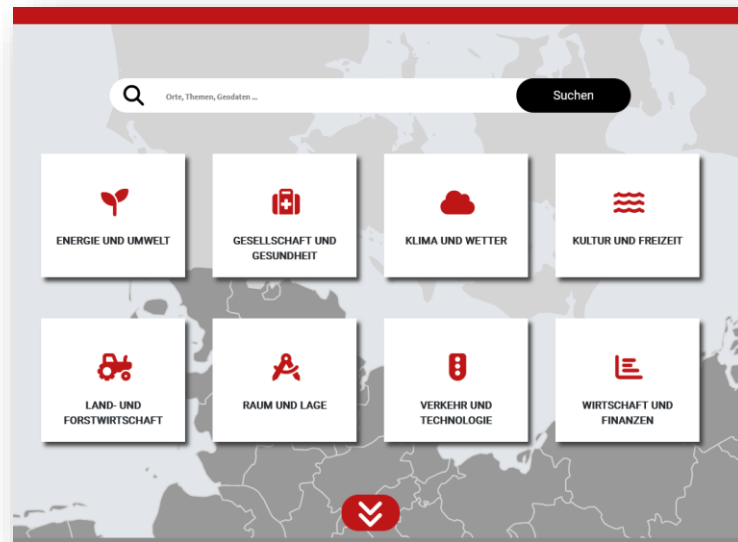 Orte, Themen, Geodaten ...
Suchen
ENERGIE UND UMWELT
GESELLSCHAFT UND
GESUNDHEIT
KLIMA UND WETTER
KULTUR UND FREIZEIT
LAND- UND
FORSTWIRTSCHAFT
RAUM UND LAGE
VERKEHR UND
TECHNOLOGIE
WIRTSCHAFT UND
FINANZEN